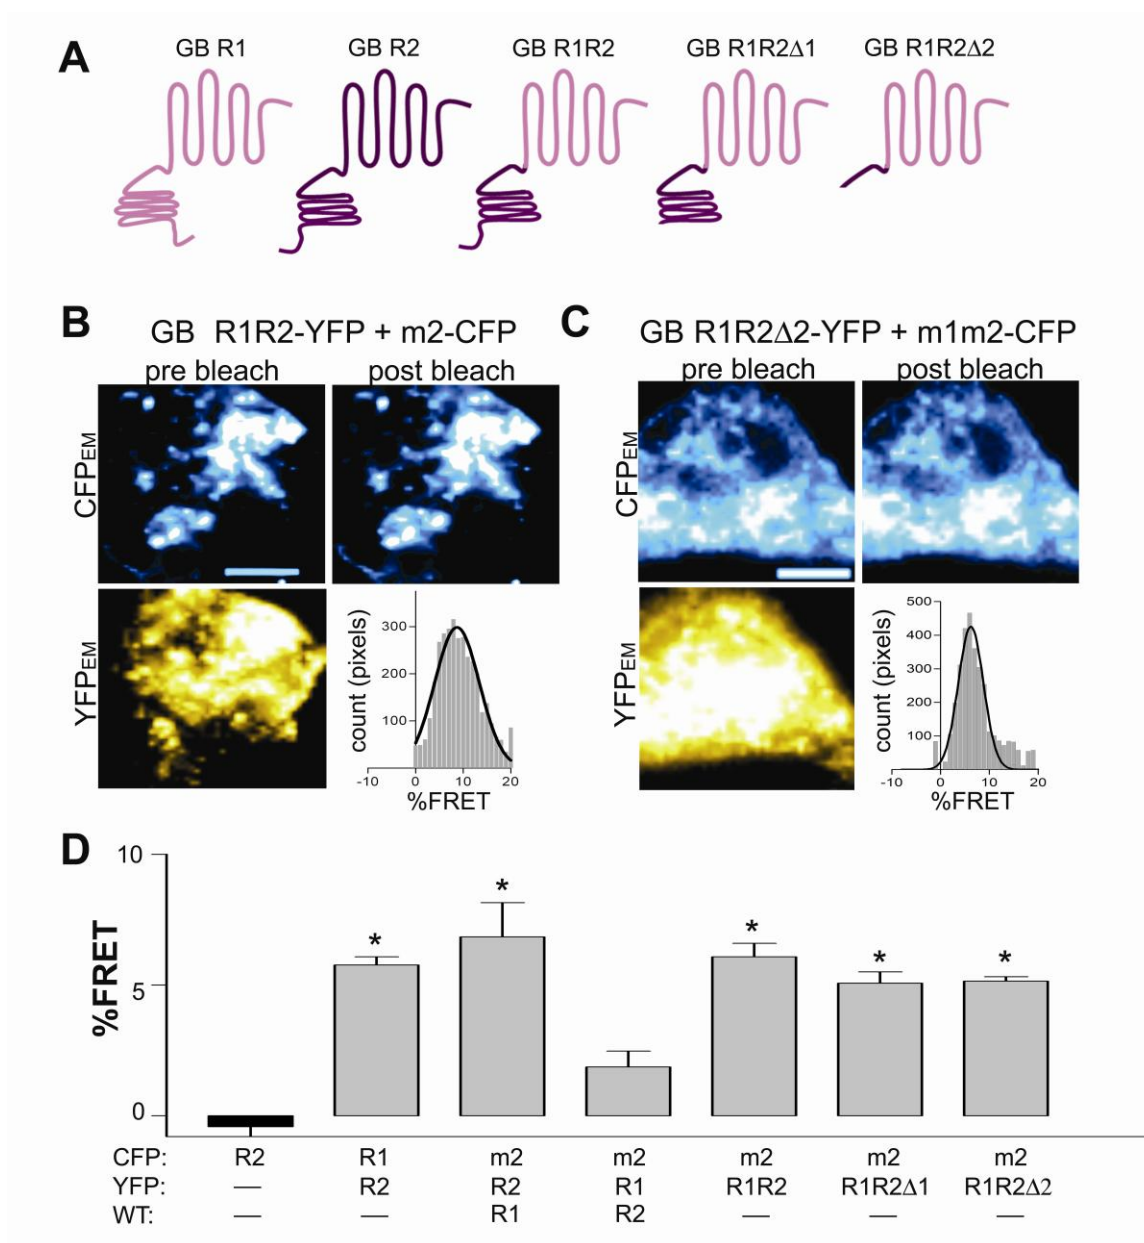 A
GB R1 GB R2 GB R1R2 GB R1R2Δ1 GB R1R2Δ2
B
GB R1R2-YFP + m2-CFP
pre bleach post bleach
CFPEM
YFPEM
count (pixels)
300
200
100
-10 0 10 20
%FRET
C
GB R1R2Δ2-YFP + m1m2-CFP
pre bleach post bleach
CFPEM
YFPEM
count (pixels)
500
400
300
200
100
-10 0 10 20
%FRET
D
%FRET
10
5
0
* * * * *
CFP: R2 R1 m2 m2 m2 m2 m2
YFP: — R2 R2 R1 R1R2 R1R2Δ1 R1R2Δ2
WT: — — R1 R2 — — —